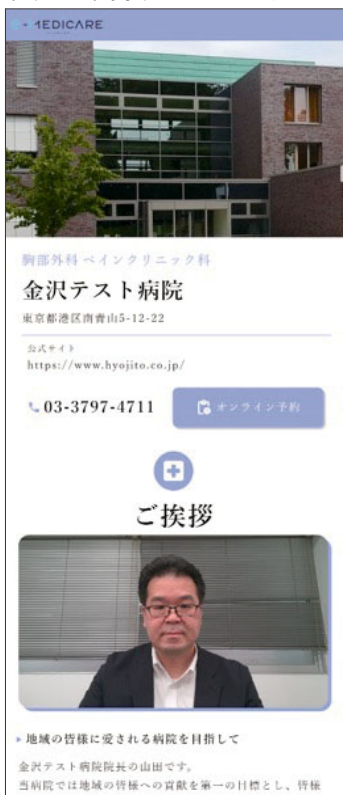 MEDICARE
胸部外科 ペインクリニック科
金沢テスト病院
東京都港区南青山5-12-22
公式サイト
https://www.hyojito.co.jp/
03-3797-4711
オンライン予約
ご挨拶
地域の皆様に愛される病院を目指して
金沢テスト病院院長の山田です。
当病院では地域の皆様への貢献を第一の目標とし、皆様